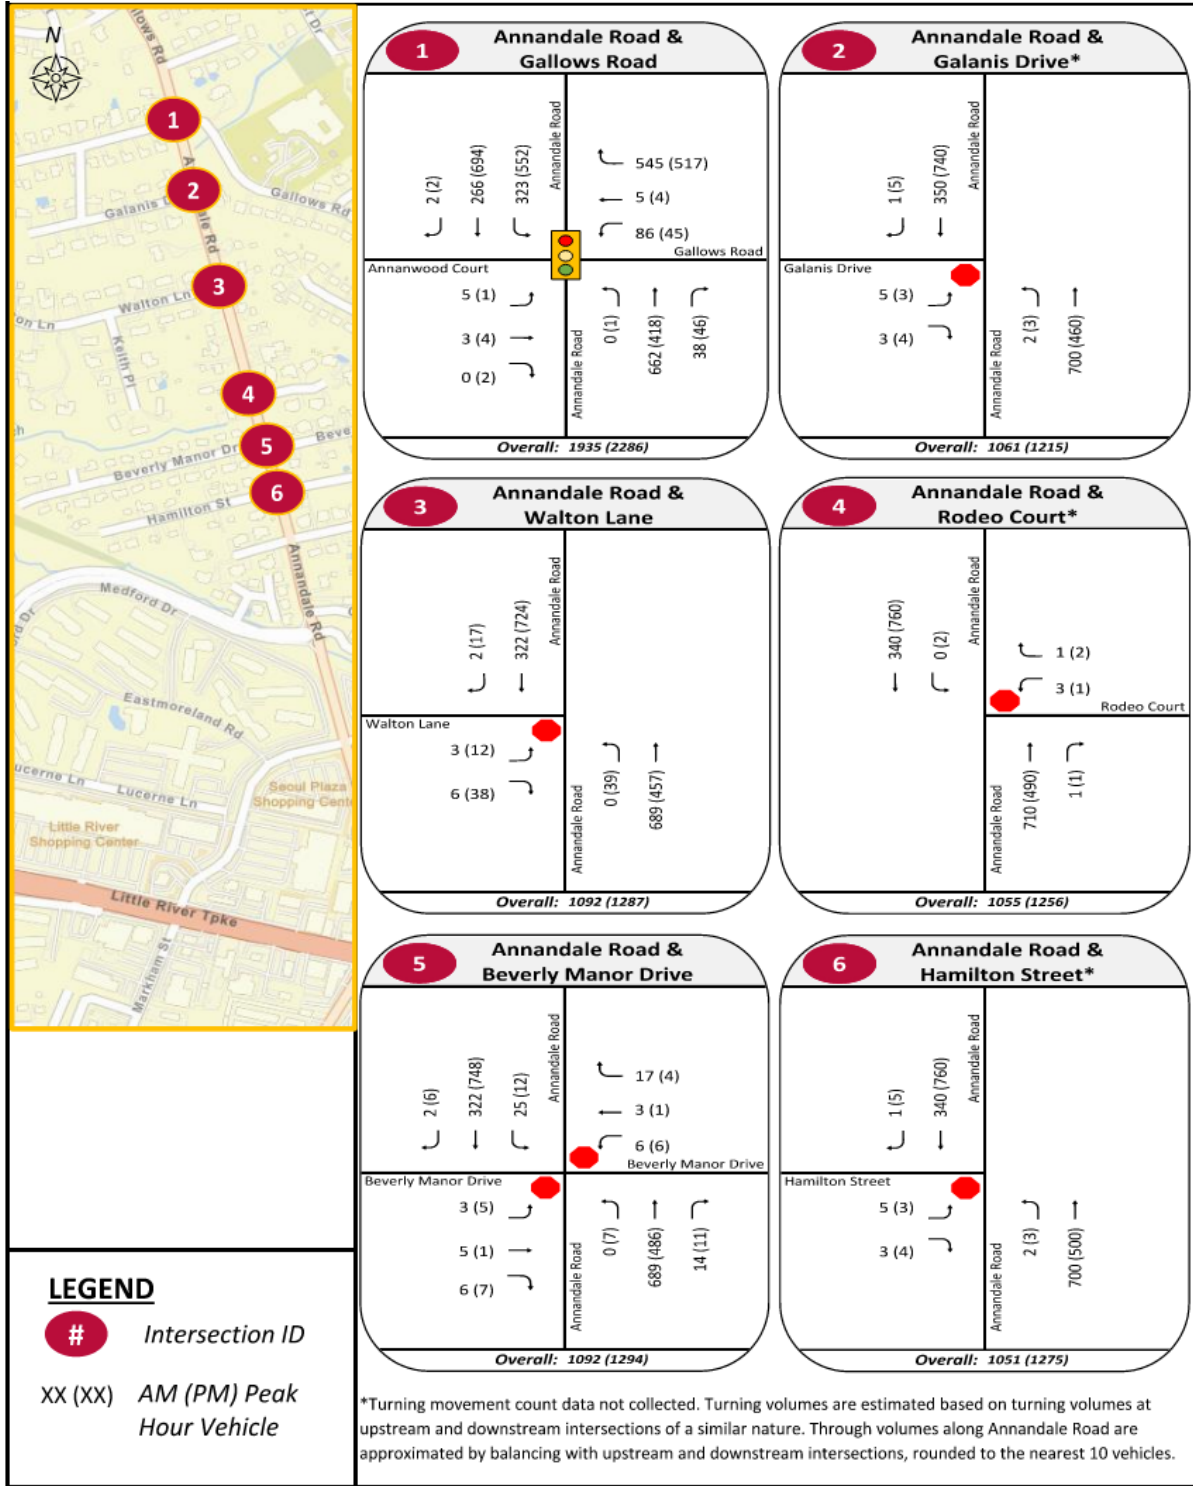 N
Gallows Rd
Dr
1
2
Galanis D
Gallows Rd
3
Walton Ln
on Ln
Keith Pl
4
5
Beverly Manor Dr
Beve
6
Hamilton St
Annandale Rd
Medford Dr
rd Dr
Eastmoreland Rd
ucerne Ln
Lucerne Ln
Seoul Plaza
Shopping Cent
Little River
Shopping Center
Little River Tpke
Markham St
LEGEND
# Intersection ID
XX (XX) AM (PM) Peak
Hour Vehicle
1 Annandale Road &
Gallows Road
2 (2)
266 (694)
323 (552)
Annandale Road
545 (517)
5 (4)
86 (45)
Gallows Road
Annanwood Court
5 (1)
3 (4)
0 (2)
Annandale Road
0 (1)
662 (418)
38 (46)
Overall: 1935 (2286)
2 Annandale Road &
Galanis Drive*
1 (5)
350 (740)
Annandale Road
Galanis Drive
5 (3)
3 (4)
Annandale Road
2 (3)
700 (460)
Overall: 1061 (1215)
3 Annandale Road &
Walton Lane
2 (17)
322 (724)
Annandale Road
Walton Lane
3 (12)
6 (38)
Annandale Road
0 (39)
689 (457)
Overall: 1092 (1287)
4 Annandale Road &
Rodeo Court*
340 (760)
0 (2)
Annandale Road
1 (2)
3 (1)
Rodeo Court
Annandale Road
710 (490)
1 (1)
Overall: 1055 (1256)
5 Annandale Road &
Beverly Manor Drive
2 (6)
322 (748)
25 (12)
Annandale Road
17 (4)
3 (1)
6 (6)
Beverly Manor Drive
Beverly Manor Drive
3 (5)
5 (1)
6 (7)
Annandale Road
0 (7)
689 (486)
14 (11)
Overall: 1092 (1294)
6 Annandale Road &
Hamilton Street*
1 (5)
340 (760)
Annandale Road
Hamilton Street
5 (3)
3 (4)
Annandale Road
2 (3)
700 (500)
Overall: 1051 (1275)
*Turning movement count data not collected. Turning volumes are estimated based on turning volumes at
upstream and downstream intersections of a similar nature. Through volumes along Annandale Road are
approximated by balancing with upstream and downstream intersections, rounded to the nearest 10 vehicles.